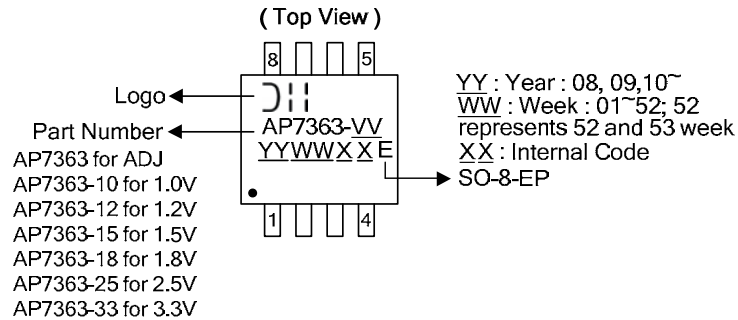 ( Top View )
8 5
Logo
Part Number
AP7363 for ADJ
AP7363-10 for 1.0V
AP7363-12 for 1.2V
AP7363-15 for 1.5V
AP7363-18 for 1.8V
AP7363-25 for 2.5V
AP7363-33 for 3.3V
AP7363-VV
YYWWXXE
1 4
YY : Year : 08, 09,10~
WW : Week : 01~52; 52
represents 52 and 53 week
XX : Internal Code
SO-8-EP